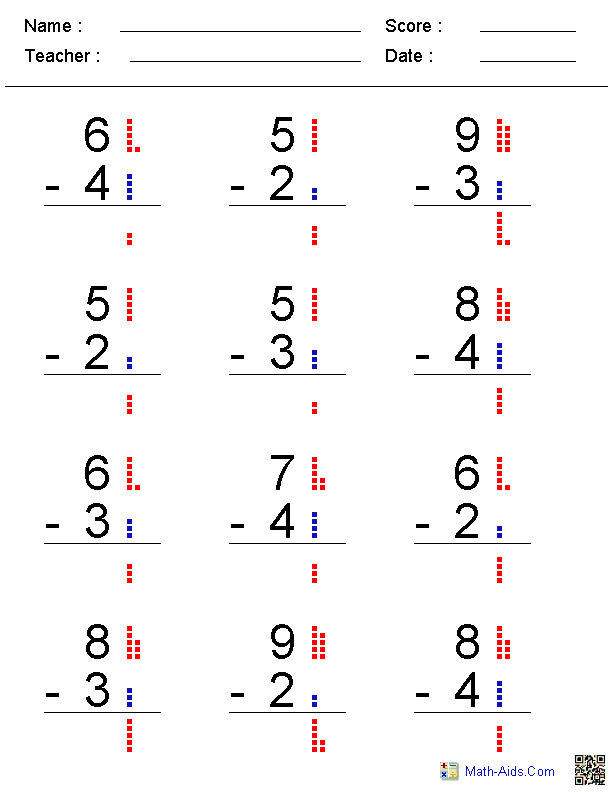 Name : Score :
Teacher : Date :
6 5 9
- 4 - 2 - 3
5 5 8
- 2 - 3 - 4
6 7 6
- 3 - 4 - 2
8 9 8
- 3 - 2 - 4
Math-Aids.Com